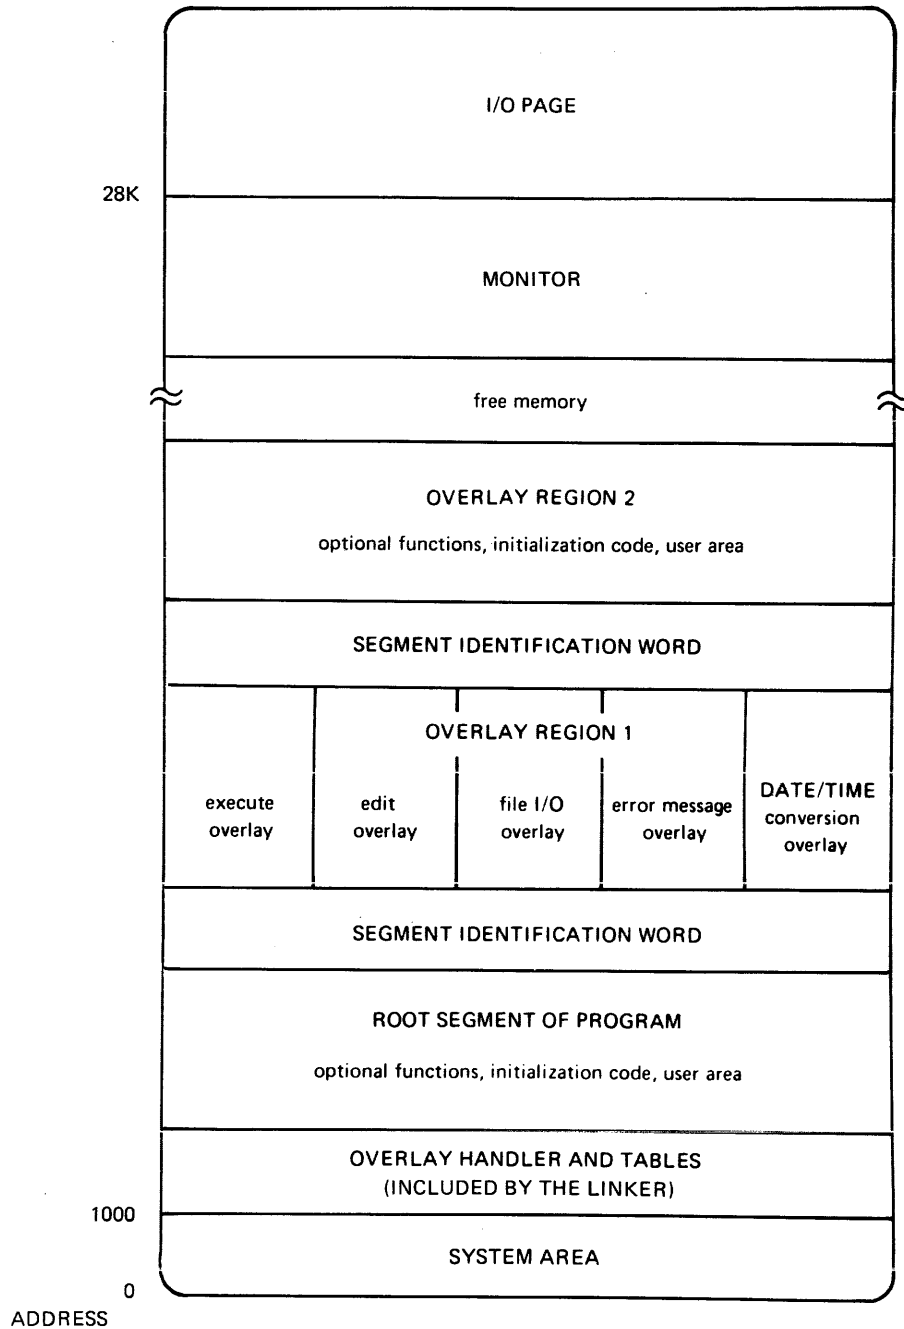 I/O PAGE
28K
MONITOR
free memory
OVERLAY REGION 2
optional functions, initialization code, user area
SEGMENT IDENTIFICATION WORD
OVERLAY REGION 1
execute
overlay
edit
overlay
file I/O
overlay
error message
overlay
DATE/TIME
conversion
overlay
SEGMENT IDENTIFICATION WORD
ROOT SEGMENT OF PROGRAM
optional functions, initialization code, user area
OVERLAY HANDLER AND TABLES
(INCLUDED BY THE LINKER)
1000
SYSTEM AREA
0
ADDRESS